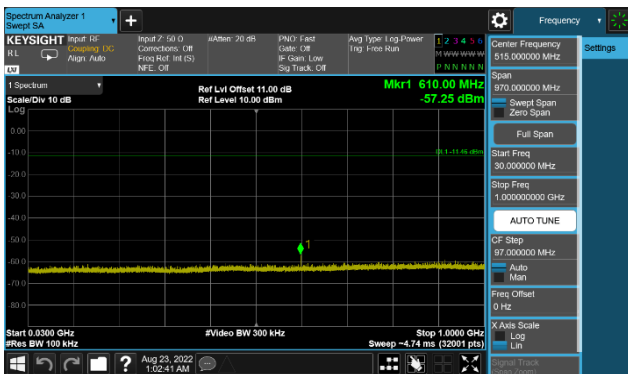 Spectrum Analyzer 1
Swept SA
Frequency
KEYSIGHT
RL
Input: RF
Coupling: DC
Align: Auto
Input Z: 50 Ω
Corrections: Off
Freq Ref: Int (S)
NFE: Off
#Atten: 20 dB
PNO: Fast
Gate: Off
IF Gain: Low
Sig Track: Off
Avg Type: Log-Power
Trig: Free Run
1 2 3 4 5 6
M W W W W W
P N N N N N
Center Frequency
515.000000 MHz
Settings
Span
970.000000 MHz
Swept Span
Zero Span
Full Span
Start Freq
30.000000 MHz
Stop Freq
1.000000000 GHz
AUTO TUNE
CF Step
97.000000 MHz
Auto
Man
Freq Offset
0 Hz
X Axis Scale
Log
Lin
Signal Track
(Span Zoom)
1 Spectrum
Scale/Div 10 dB
Log
Ref Lvl Offset 11.00 dB
Ref Level 10.00 dBm
Mkr1 610.00 MHz
-57.25 dBm
0.00
-10.0
-20.0
-30.0
-40.0
-50.0
-60.0
-70.0
-80.0
1
Start 0.0300 GHz
#Res BW 100 kHz
#Video BW 300 kHz
Stop 1.0000 GHz
Sweep ~4.74 ms (32001 pts)
Aug 23, 2022
1:02:41 AM